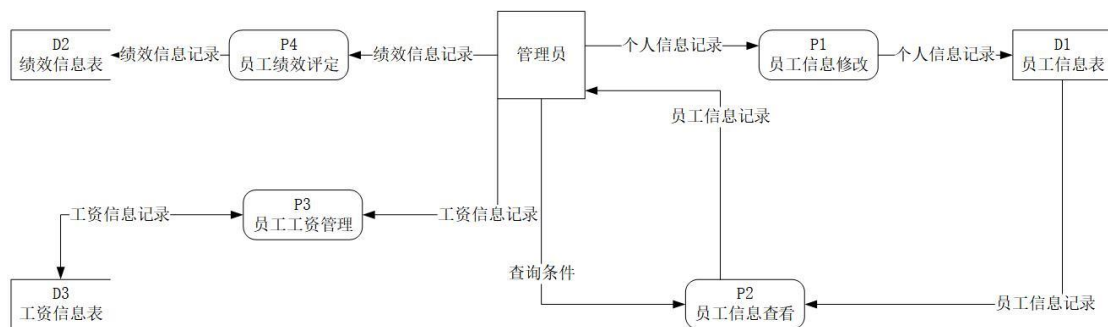 D2
绩效信息表
绩效信息记录
P4
员工绩效评定
绩效信息记录
管理员
个人信息记录
P1
员工信息修改
个人信息记录
D1
员工信息表
员工信息记录
工资信息记录
P3
员工工资管理
工资信息记录
查询条件
D3
工资信息表
P2
员工信息查看
员工信息记录